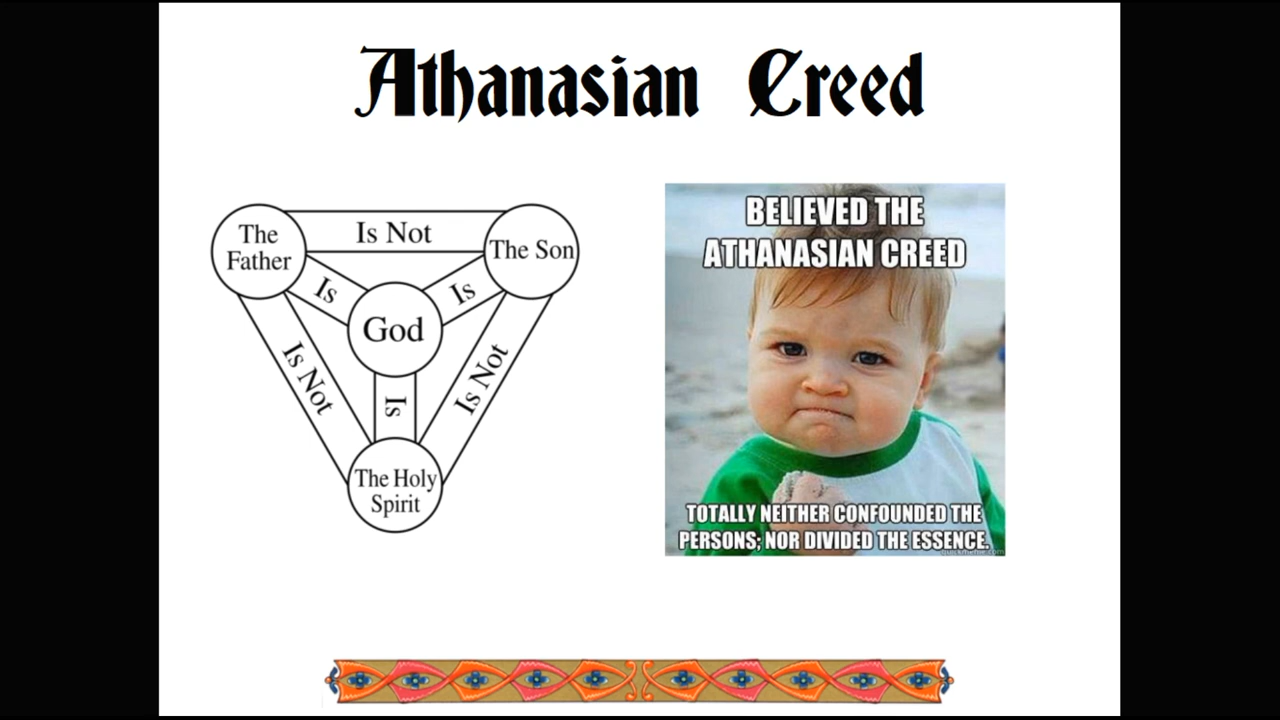 Athanasian Creed
The
Father
Is Not
The Son
Is
Is
God
Is Not
Is
Is Not
The Holy
Spirit
BELIEVED THE
ATHANASIAN CREED
TOTALLY NEITHER CONFOUNDED THE
PERSONS; NOR DIVIDED THE ESSENCE.